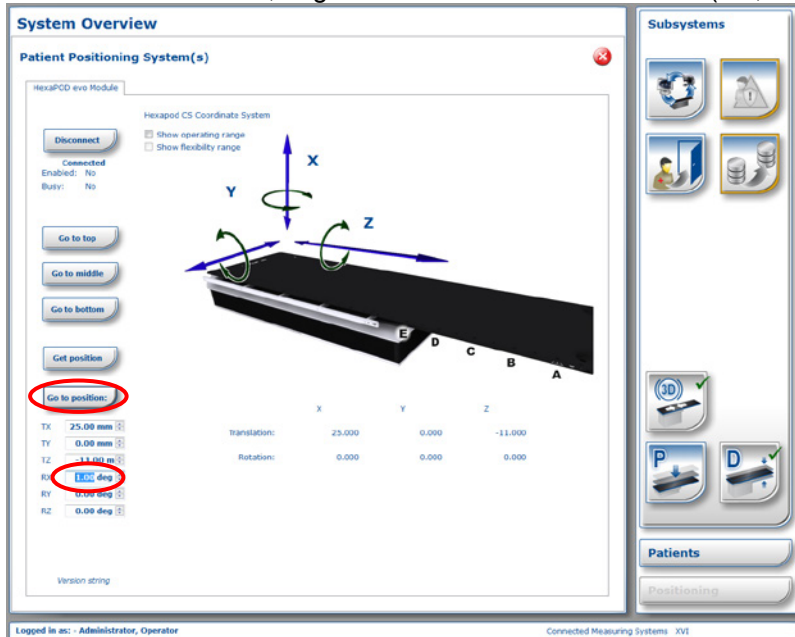 System Overview
Patient Positioning System(s)
HexaPOD evo Module
Hexapod CS Coordinate System
Show operating range
Show flexibility range
Disconnect
Connected
Enabled: No
Busy: No
X
Y
Z
Go to top
Go to middle
Go to bottom
Get position
Go to position:
E
D
C
B
A
X Y Z
Translation: 25.000 0.000 -11.000
Rotation: 0.000 0.000 0.000
TX 25.00 mm
TY 0.00 mm
TZ -11.00 m
RX 1.00 deg
RY 0.00 deg
RZ 0.00 deg
Version string
Logged in as: - Administrator, Operator
Connected Measuring Systems XVI
Subsystems
(3D)
P
D
Patients
Positioning